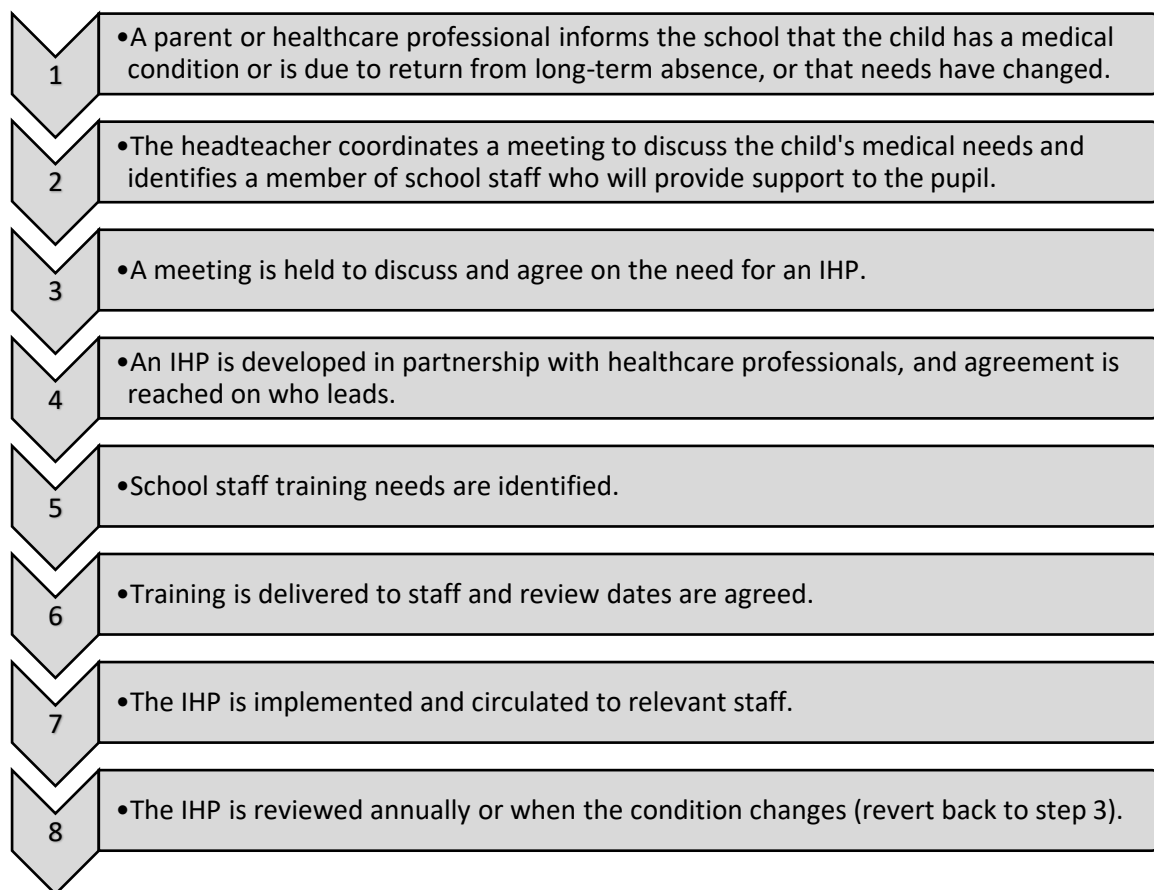 1
•A parent or healthcare professional informs the school that the child has a medical
condition or is due to return from long-term absence, or that needs have changed.
2
•The headteacher coordinates a meeting to discuss the child's medical needs and
identifies a member of school staff who will provide support to the pupil.
3
•A meeting is held to discuss and agree on the need for an IHP.
4
•An IHP is developed in partnership with healthcare professionals, and agreement is
reached on who leads.
5
•School staff training needs are identified.
6
•Training is delivered to staff and review dates are agreed.
7
•The IHP is implemented and circulated to relevant staff.
8
•The IHP is reviewed annually or when the condition changes (revert back to step 3).